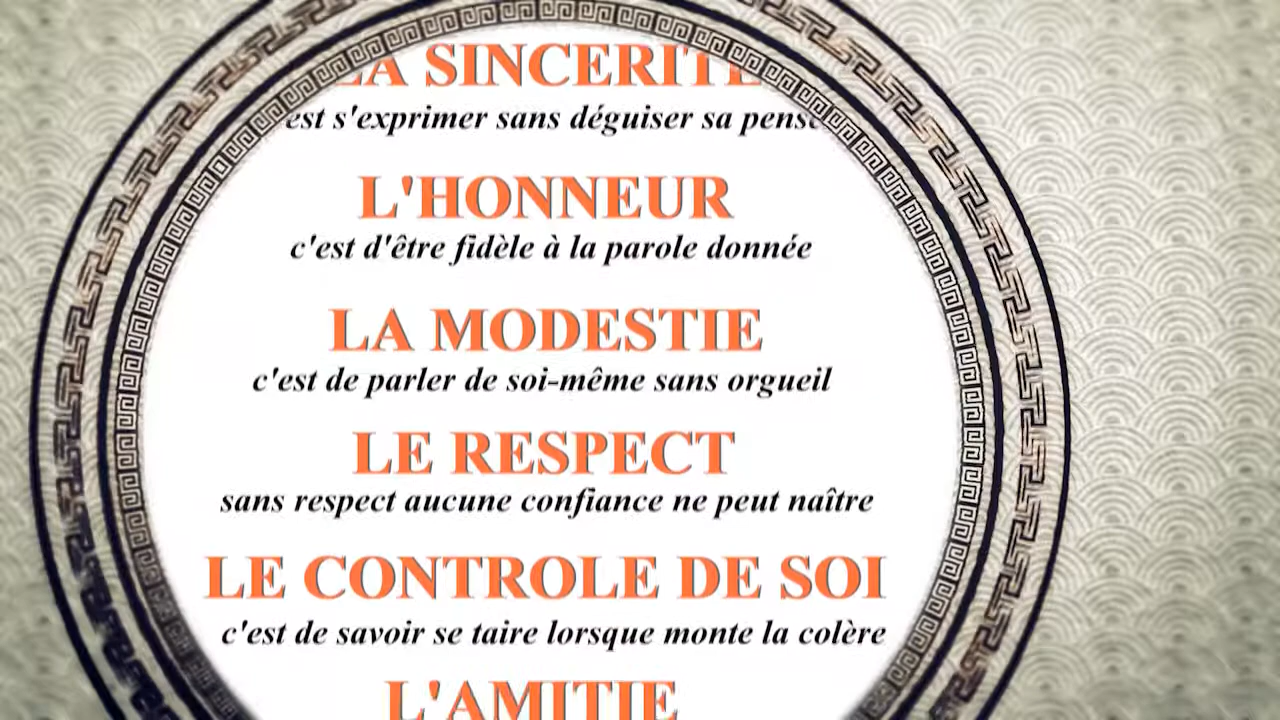 LA SINCERITE
est s'exprimer sans déguiser sa
L'HONNEUR
c'est d'être fidèle à la parole donnée
LA MODESTIE
c'est de parler de soi-même sans orgueil
LE RESPECT
sans respect aucune confiance ne peut naître
LE CONTROLE DE SOI
c'est de savoir se taire lorsque monte la colère
L'AMITIE